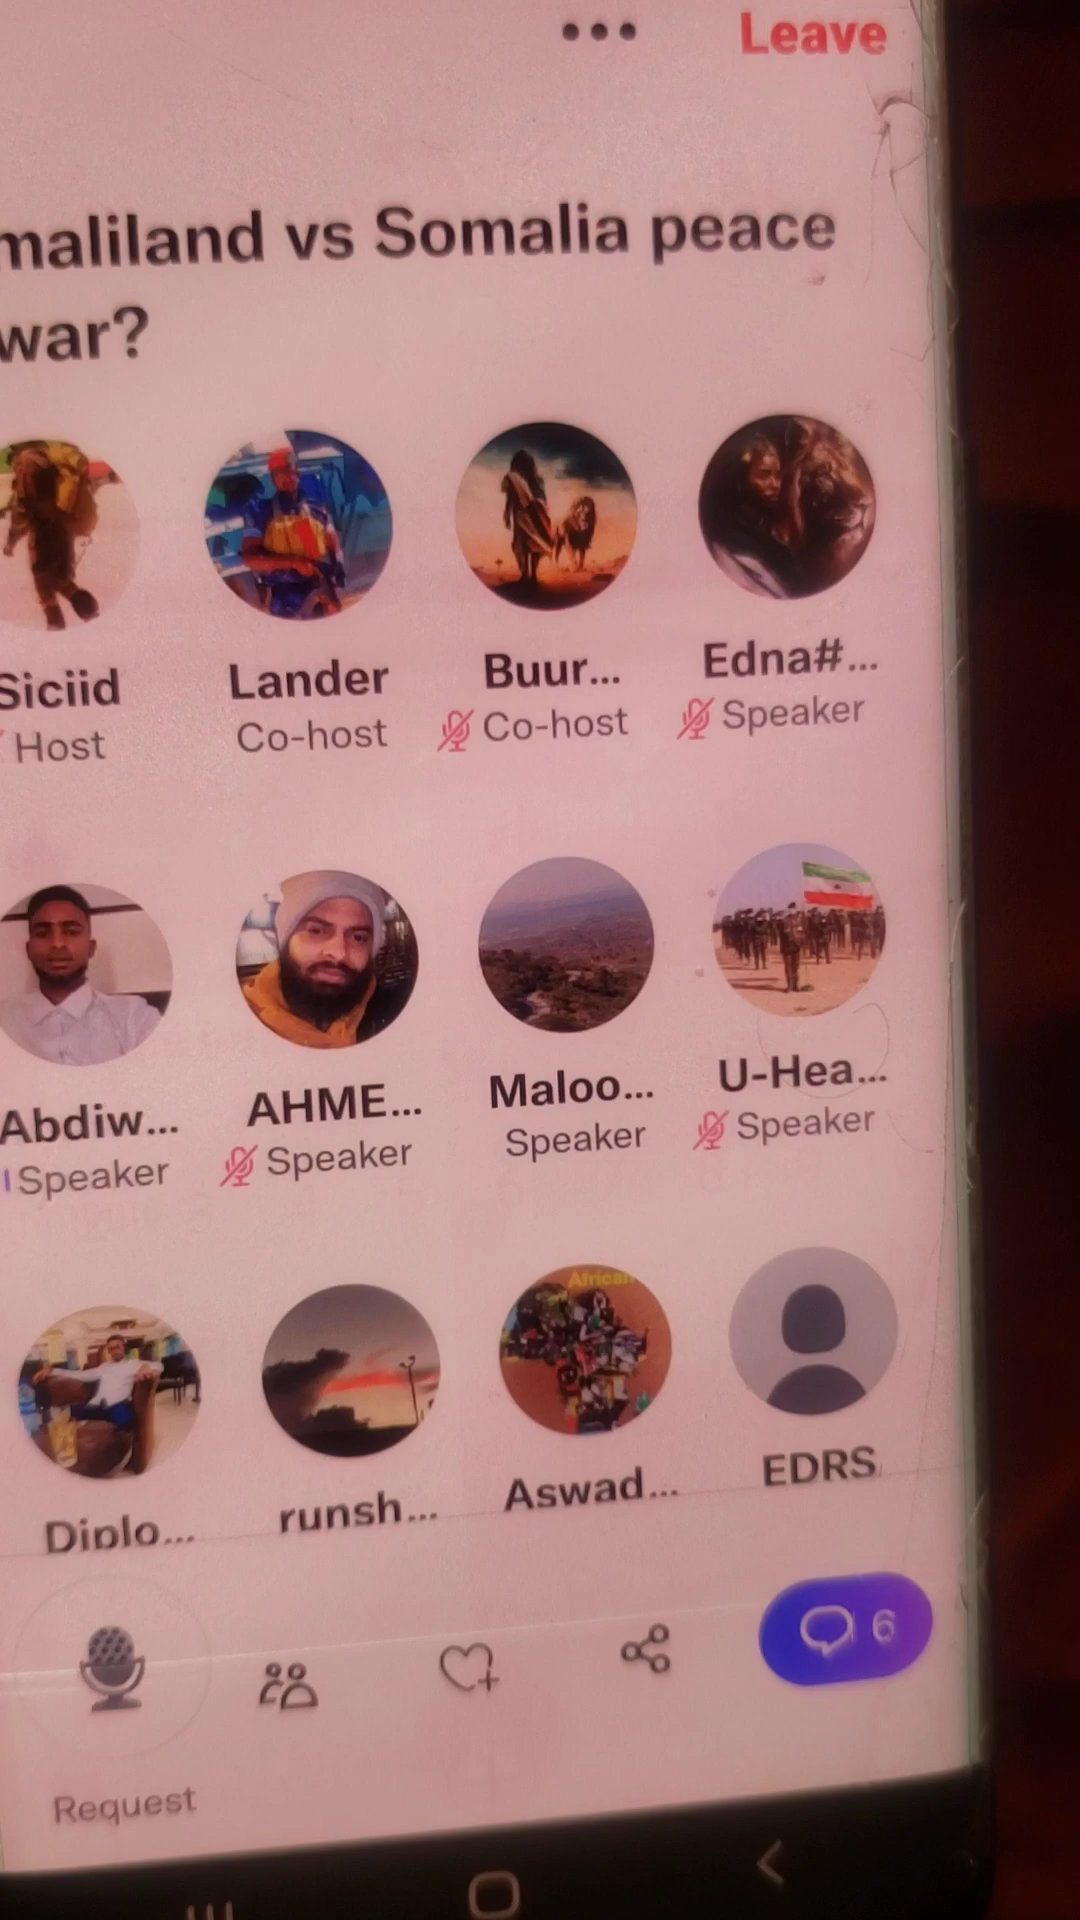 Leave
maliland vs Somalia peace
war?
Siciid
Lander
Buur...
Edna#...
Host
Co-host
Co-host
Speaker
Abdiw...
AHME...
Maloo...
U-Hea...
Speaker
Speaker
Speaker
Speaker
African
Diplo...
runsh...
Aswad...
EDRS
6
Request